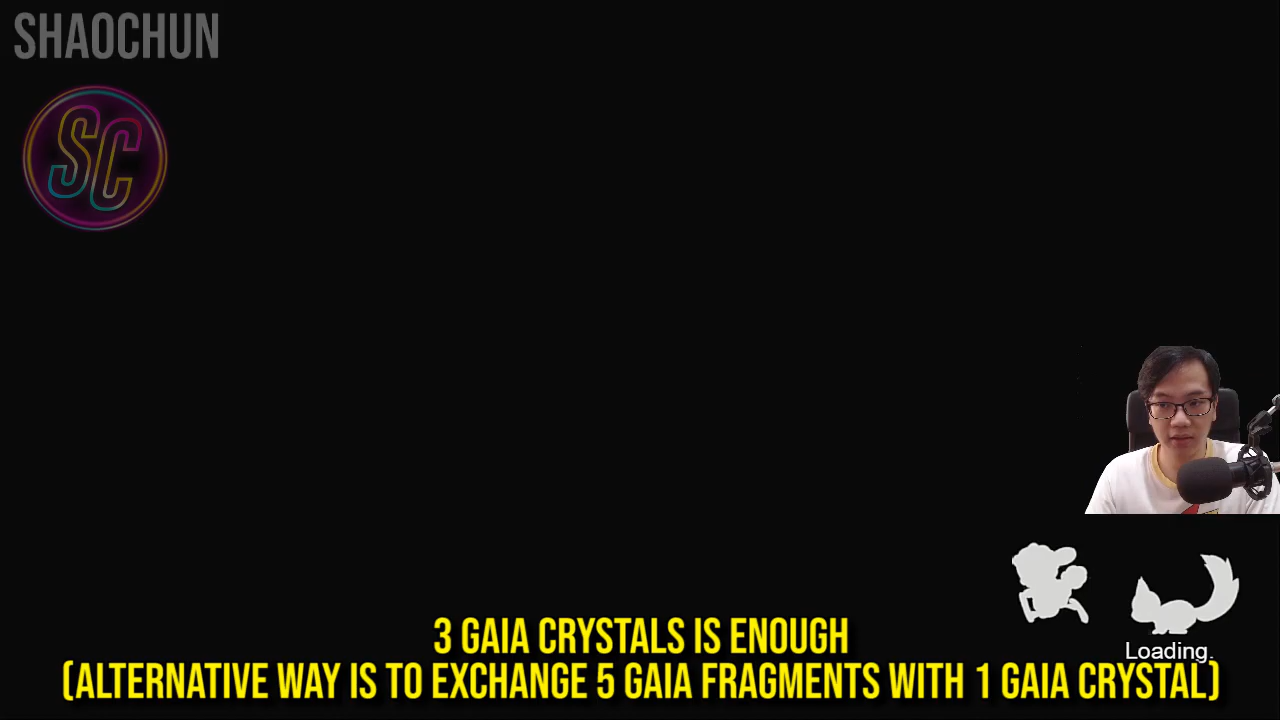 SHAOCHUN
SC
Loading.
3 GAIA CRYSTALS IS ENOUGH
(ALTERNATIVE WAY IS TO EXCHANGE 5 GAIA FRAGMENTS WITH 1 GAIA CRYSTAL)